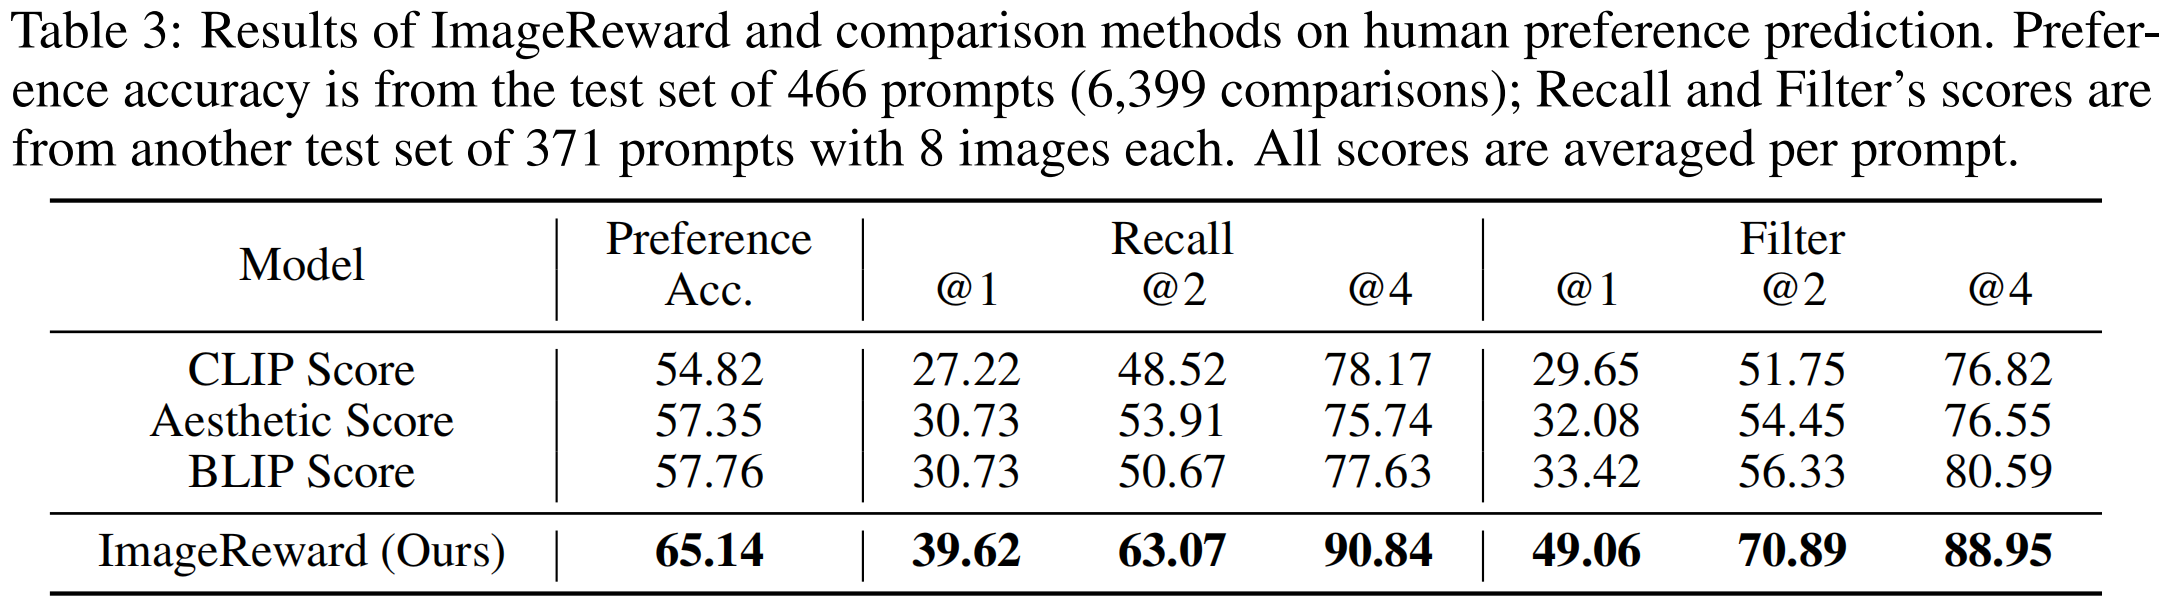 Table 3: Results of ImageReward and comparison methods on human preference prediction. Prefer-
ence accuracy is from the test set of 466 prompts (6,399 comparisons); Recall and Filter's scores are
from another test set of 371 prompts with 8 images each. All scores are averaged per prompt.
Model Preference Acc. Recall Filter
@1 @2 @4 @1 @2 @4
CLIP Score 54.82 27.22 48.52 78.17 29.65 51.75 76.82
Aesthetic Score 57.35 30.73 53.91 75.74 32.08 54.45 76.55
BLIP Score 57.76 30.73 50.67 77.63 33.42 56.33 80.59
ImageReward (Ours) 65.14 39.62 63.07 90.84 49.06 70.89 88.95